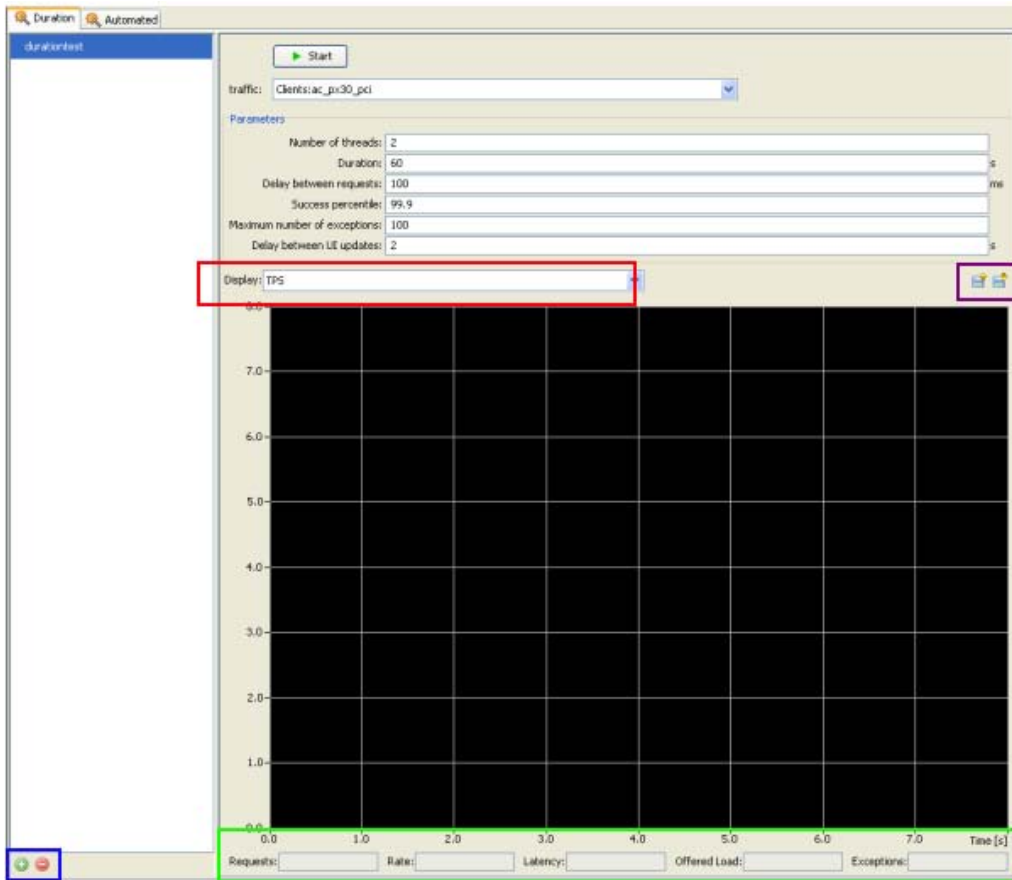 Duration Automated
durationtest
Start
traffic: Clients:ac_px30_pci
Parameters
Number of threads: 2
Duration: 60 s
Delay between requests: 100 ms
Success percentile: 99.9
Maximum number of exceptions: 100
Delay between UE updates: 2 s
Display: TPS
8.0
7.0
6.0
5.0
4.0
3.0
2.0
1.0
0.0
0.0 1.0 2.0 3.0 4.0 5.0 6.0 7.0 Time [s]
Requests: Rate: Latency: Offered Load: Exceptions: